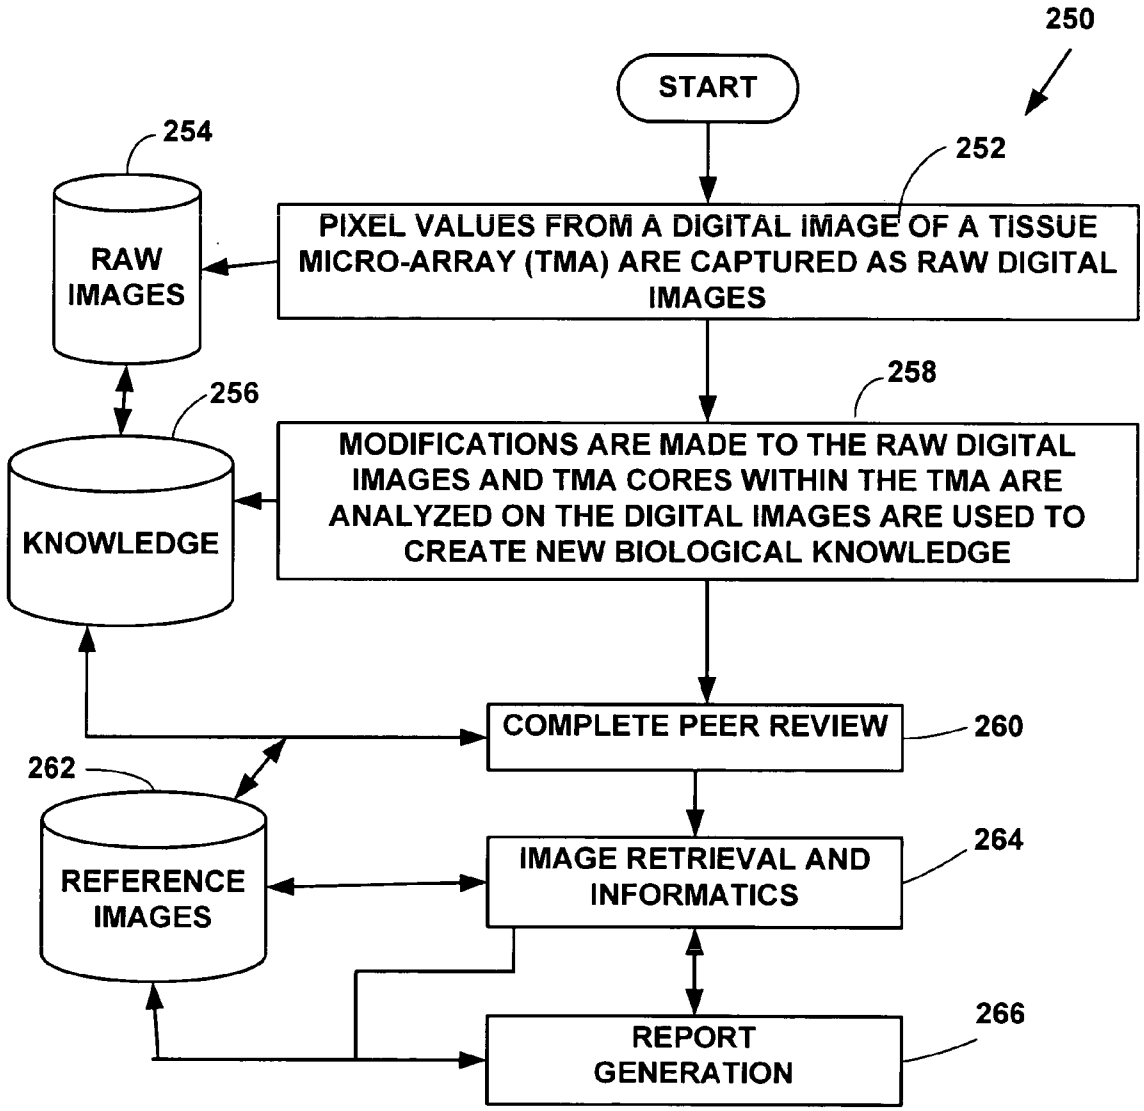 250
START
254
252
PIXEL VALUES FROM A DIGITAL IMAGE OF A TISSUE
MICRO-ARRAY (TMA) ARE CAPTURED AS RAW DIGITAL
IMAGES
RAW
IMAGES
256
258
MODIFICATIONS ARE MADE TO THE RAW DIGITAL
IMAGES AND TMA CORES WITHIN THE TMA ARE
ANALYZED ON THE DIGITAL IMAGES ARE USED TO
CREATE NEW BIOLOGICAL KNOWLEDGE
KNOWLEDGE
COMPLETE PEER REVIEW
260
262
REFERENCE
IMAGES
IMAGE RETRIEVAL AND
INFORMATICS
264
REPORT
GENERATION
266